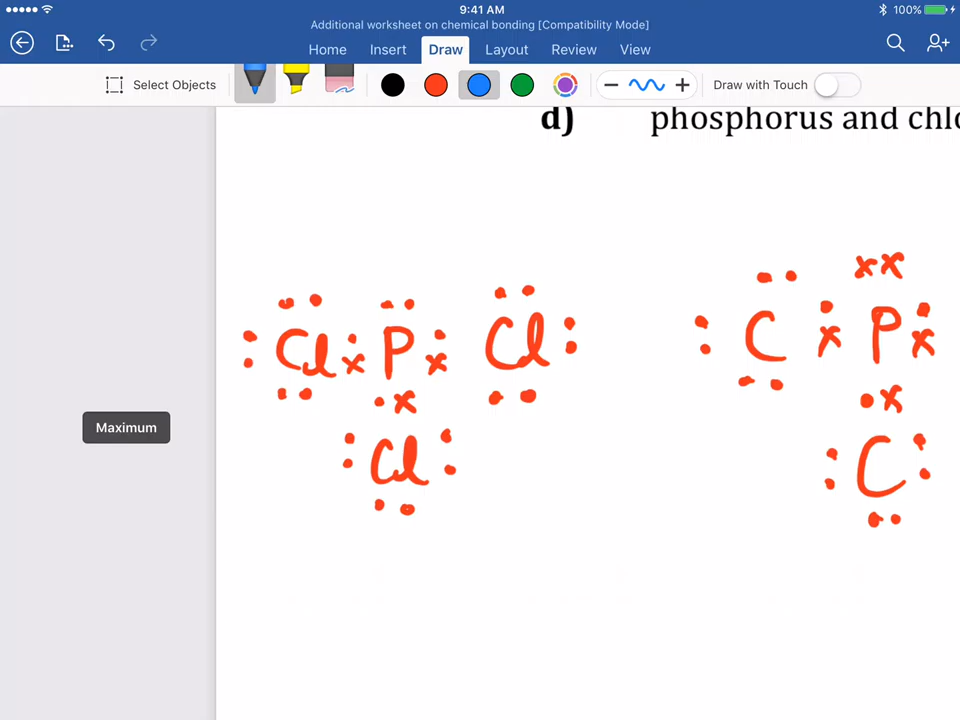 9:41 AM
100%
Additional worksheet on chemical bonding [Compatibility Mode]
Home Insert Draw Layout Review View
Select Objects
Draw with Touch
d) phosphorus and chlo
Cl P Cl
Cl
C P
C
Maximum